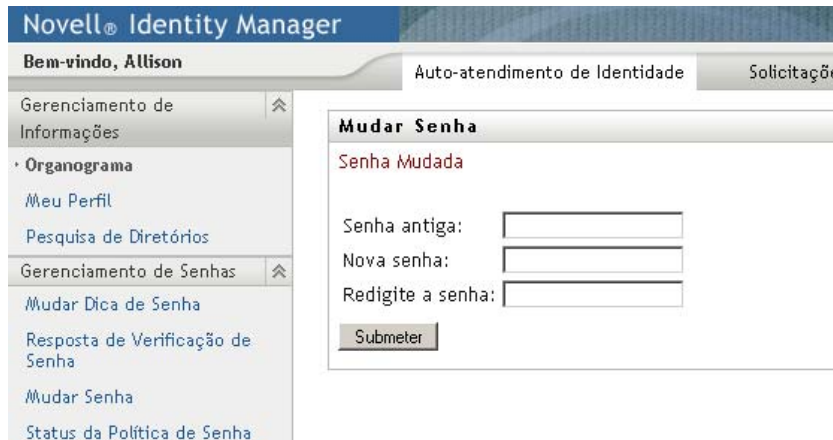 Novell® Identity Manager
Bem-vindo, Allison
Auto-atendimento de Identidade
Gerenciamento de
Informações
Organograma
Meu Perfil
Pesquisa de Diretórios
Gerenciamento de Senhas
Mudar Dica de Senha
Resposta de Verificação de
Senha
Mudar Senha
Status da Política de Senha
Mudar Senha
Senha Mudada
Senha antiga:
Nova senha:
Redigite a senha:
Submeter